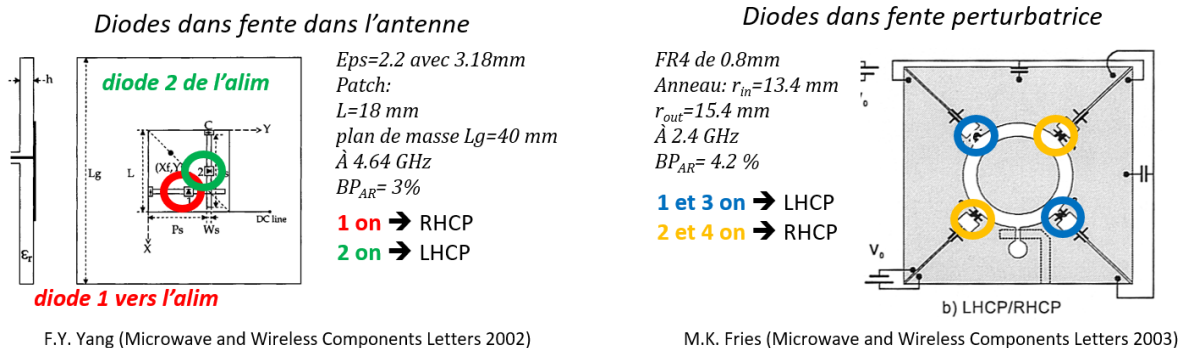 Diodes dans fente dans l'antenne
h
diode 2 de l'alim
Lg
L
C
Y
(Xf,Y
2
s
1
DC line
Ps
Ws
X
εr
diode 1 vers l'alim
Eps=2.2 avec 3.18mm
Patch:
L=18 mm
plan de masse Lg=40 mm
À 4.64 GHz
BPAR= 3%
1 on ➔ RHCP
2 on ➔ LHCP
F.Y. Yang (Microwave and Wireless Components Letters 2002)
Diodes dans fente perturbatrice
FR4 de 0.8mm
Anneau: rin=13.4 mm
rout=15.4 mm
À 2.4 GHz
BPAR= 4.2 %
1 et 3 on ➔ LHCP
2 et 4 on ➔ RHCP
V0
V0
b) LHCP/RHCP
M.K. Fries (Microwave and Wireless Components Letters 2003)